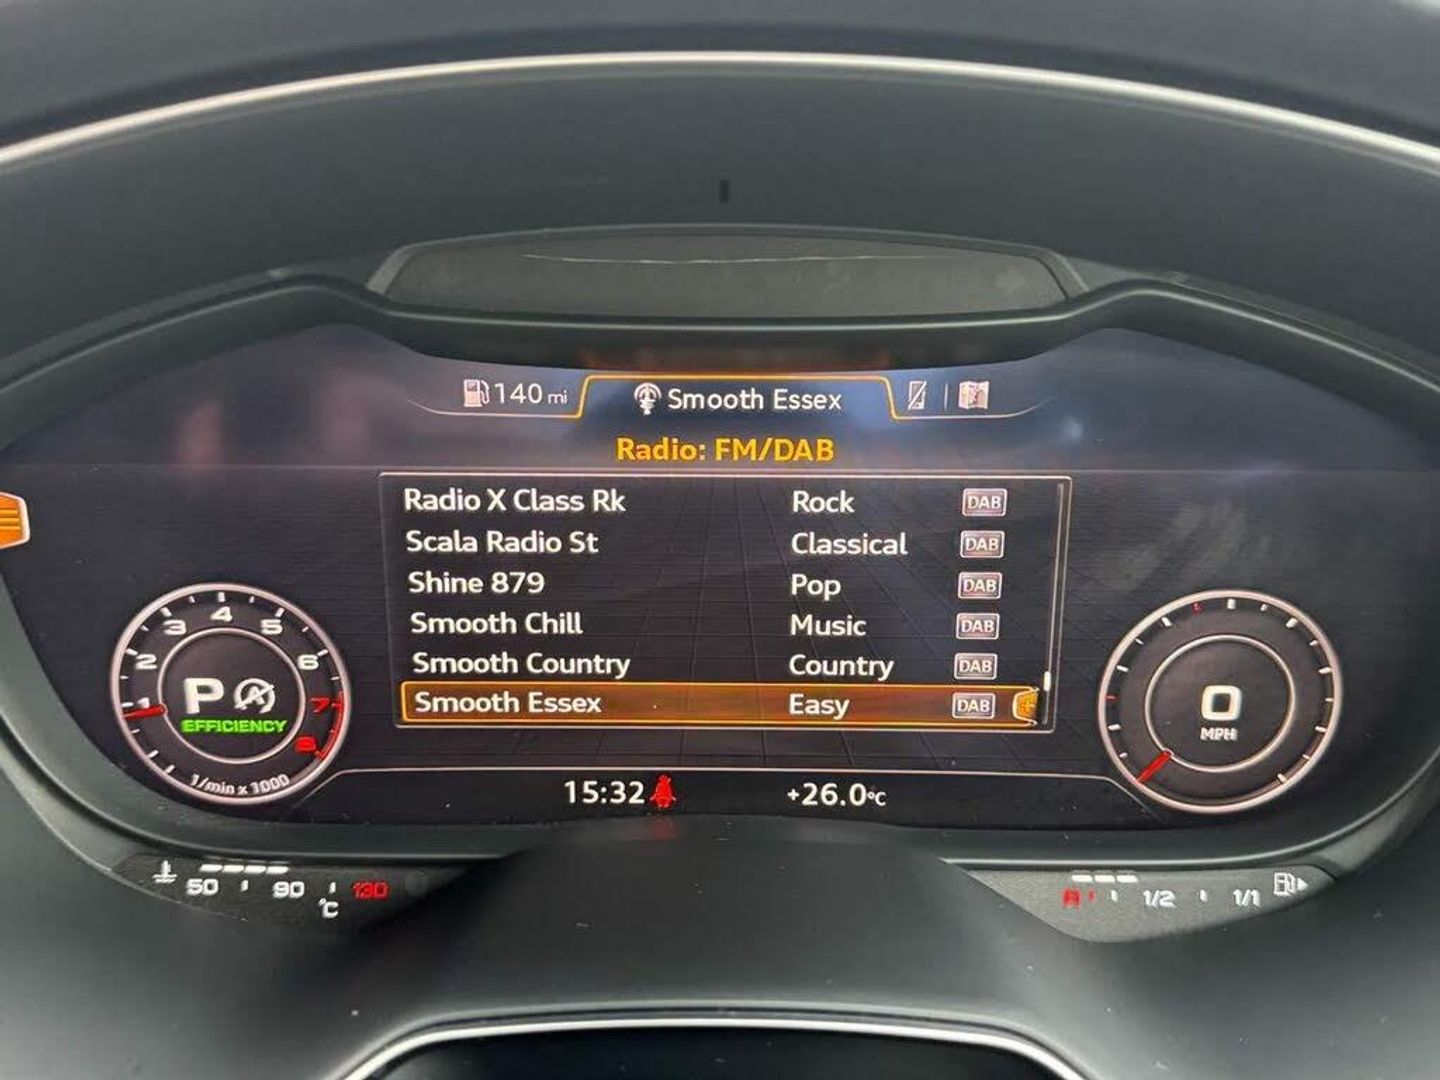 140 mi Smooth Essex
Radio: FM/DAB
Radio X Class Rk Rock DAB
Scala Radio St Classical DAB
Shine 879 Pop DAB
Smooth Chill Music DAB
Smooth Country Country DAB
Smooth Essex Easy DAB
1 2 3 4 5 6 7 8
P A
EFFICIENCY
1/min x 1000
0
MPH
15:32 +26.0°C
50 90 130
°C
R 1/2 1/1